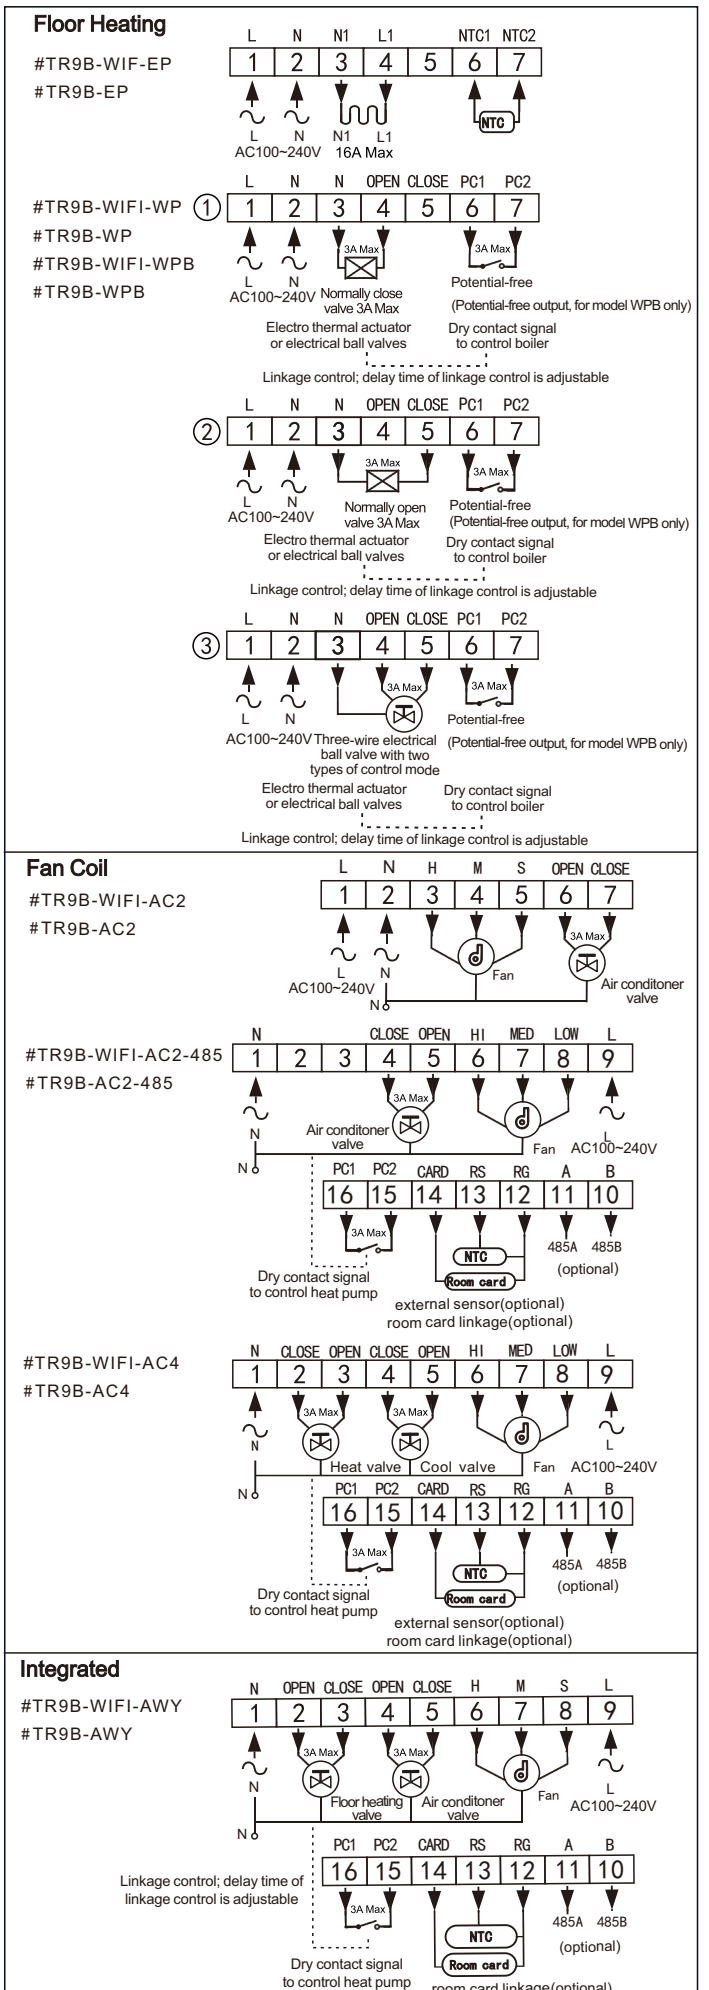 Floor Heating
#TR9B-WIF-EP
#TR9B-EP
L N N1 L1 NTC1 NTC2
1 2 3 4 5 6 7
NTC
L N N1 L1
AC100~240V 16A Max
#TR9B-WIFI-WP
#TR9B-WP
#TR9B-WIFI-WPB
#TR9B-WPB
L N N OPEN CLOSE PC1 PC2
① 1 2 3 4 5 6 7
3A Max 3A Max
L N
AC100~240V
Normally close
valve 3A Max
Potential-free
(Potential-free output, for model WPB only)
Electro thermal actuator
or electrical ball valves
Dry contact signal
to control boiler
Linkage control; delay time of linkage control is adjustable
L N N OPEN CLOSE PC1 PC2
② 1 2 3 4 5 6 7
3A Max 3A Max
L N
AC100~240V
Normally open
valve 3A Max
Potential-free
(Potential-free output, for model WPB only)
Electro thermal actuator
or electrical ball valves
Dry contact signal
to control boiler
Linkage control; delay time of linkage control is adjustable
L N N OPEN CLOSE PC1 PC2
③ 1 2 3 4 5 6 7
3A Max 3A Max
L N
AC100~240V
Three-wire electrical
ball valve with two
types of control mode
Potential-free
(Potential-free output, for model WPB only)
Electro thermal actuator
or electrical ball valves
Dry contact signal
to control boiler
Linkage control; delay time of linkage control is adjustable
Fan Coil
#TR9B-WIFI-AC2
#TR9B-AC2
L N H M S OPEN CLOSE
1 2 3 4 5 6 7
3A Max
L N
AC100~240V
Fan
Air conditoner
valve
N
#TR9B-WIFI-AC2-485
#TR9B-AC2-485
N CLOSE OPEN HI MED LOW L
1 2 3 4 5 6 7 8 9
3A Max
N
Air conditoner
valve
Fan
L
AC100~240V
N
PC1 PC2 CARD RS RG A B
16 15 14 13 12 11 10
3A Max
NTC
Room card
485A 485B
(optional)
Dry contact signal
to control heat pump
external sensor(optional)
room card linkage(optional)
#TR9B-WIFI-AC4
#TR9B-AC4
N CLOSE OPEN CLOSE OPEN HI MED LOW L
1 2 3 4 5 6 7 8 9
3A Max 3A Max
N L
Heat valve Cool valve Fan AC100~240V
N
PC1 PC2 CARD RS RG A B
16 15 14 13 12 11 10
3A Max
NTC
Room card
485A 485B
(optional)
Dry contact signal
to control heat pump
external sensor(optional)
room card linkage(optional)
Integrated
#TR9B-WIFI-AWY
#TR9B-AWY
N OPEN CLOSE OPEN CLOSE H M S L
1 2 3 4 5 6 7 8 9
3A Max 3A Max
N L
Floor heating
valve
Air conditoner
valve
Fan
AC100~240V
N
PC1 PC2 CARD RS RG A B
16 15 14 13 12 11 10
Linkage control; delay time of
linkage control is adjustable
3A Max
NTC
Room card
485A 485B
(optional)
Dry contact signal
to control heat pump
room card linkage(optional)